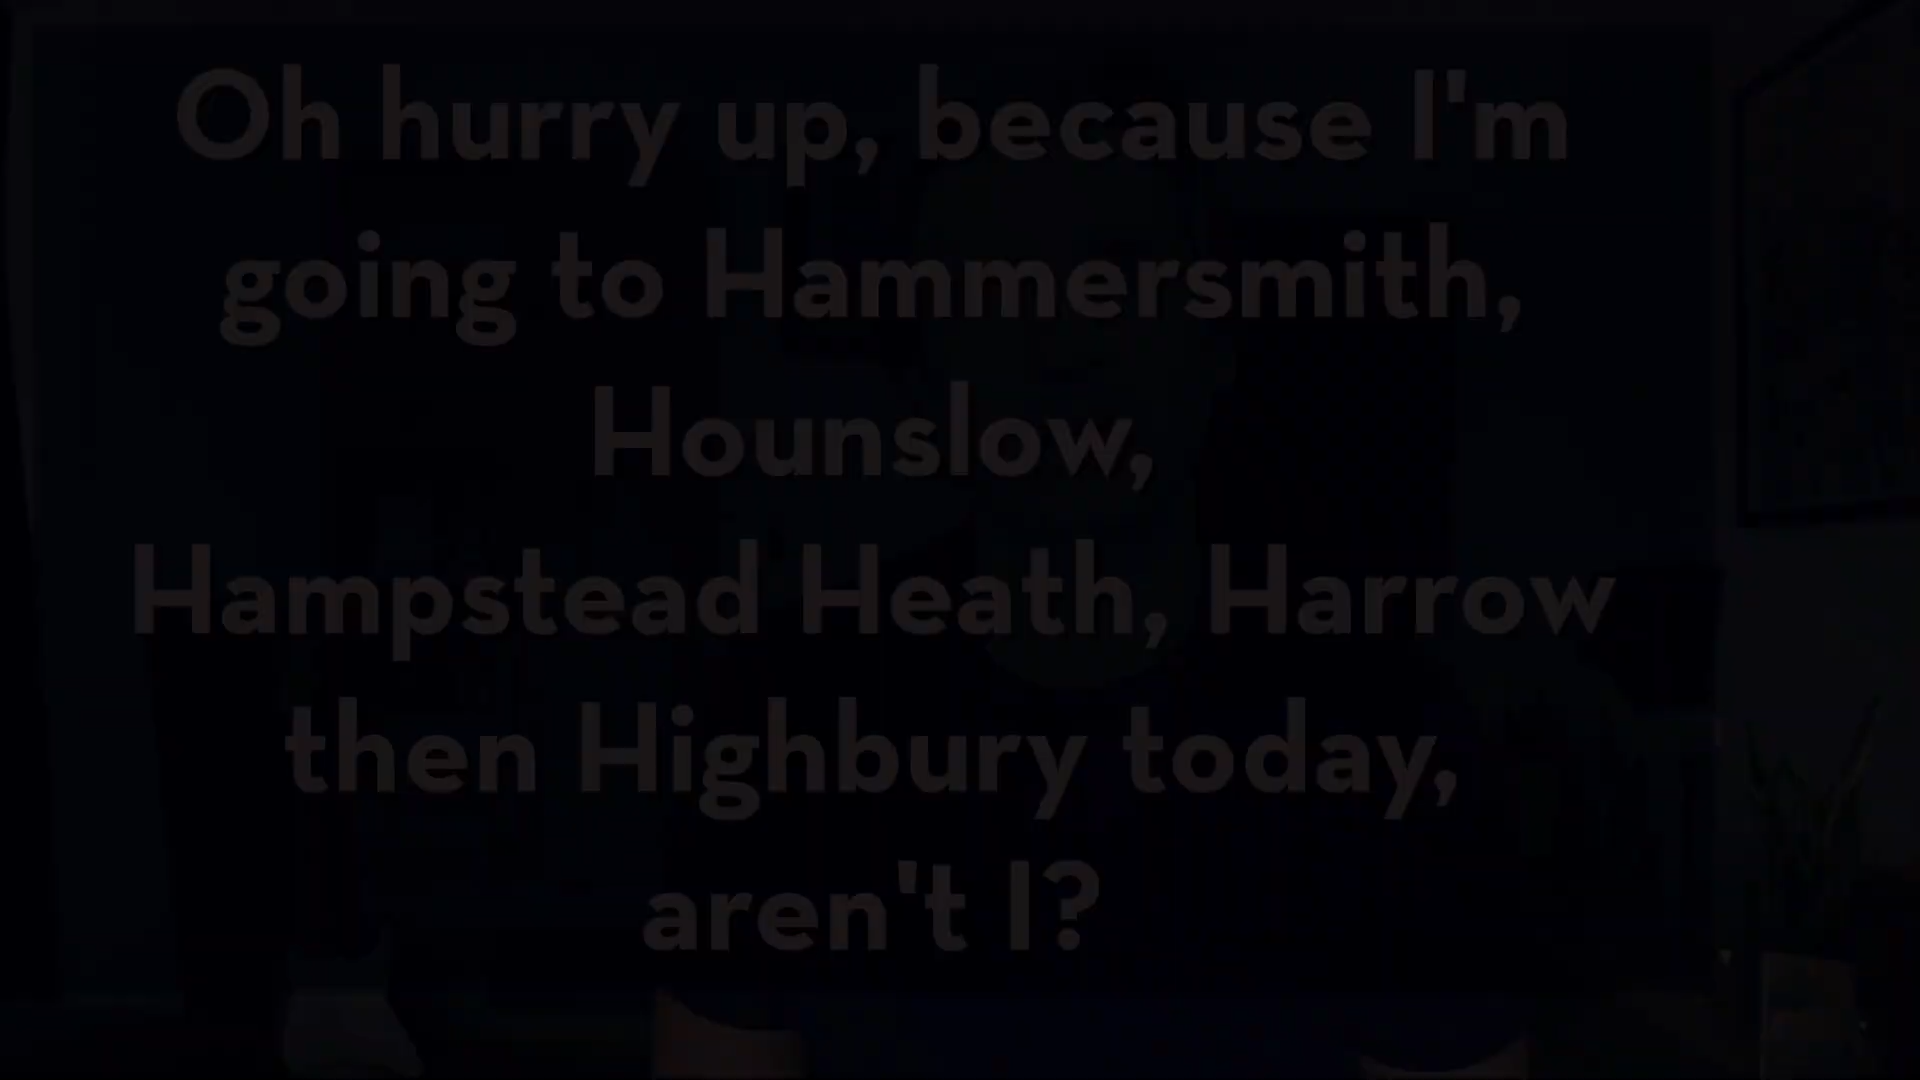 Oh hurry up, because I'm
going to Hammersmith,
Hounslow,
Hampstead Heath, Harrow
then Highbury today,
aren't I?